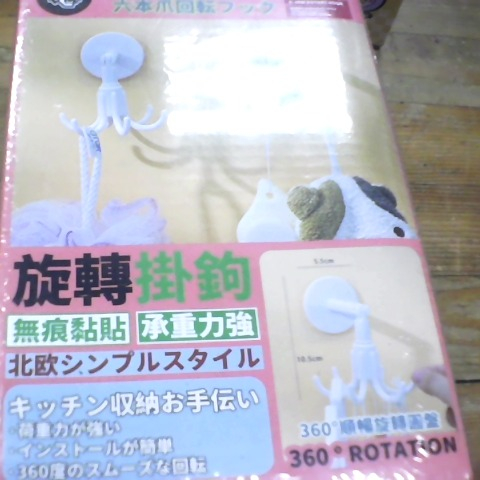 六本爪回転フック
旋轉掛鉤
無痕黏貼 承重力強
北欧シンプルスタイル
キッチン収納お手伝い
・荷重力が強い
・インストールが簡単
・360度のスムーズな回転
5.5cm
10.5cm
360°順暢旋轉圓盤
360° ROTATION